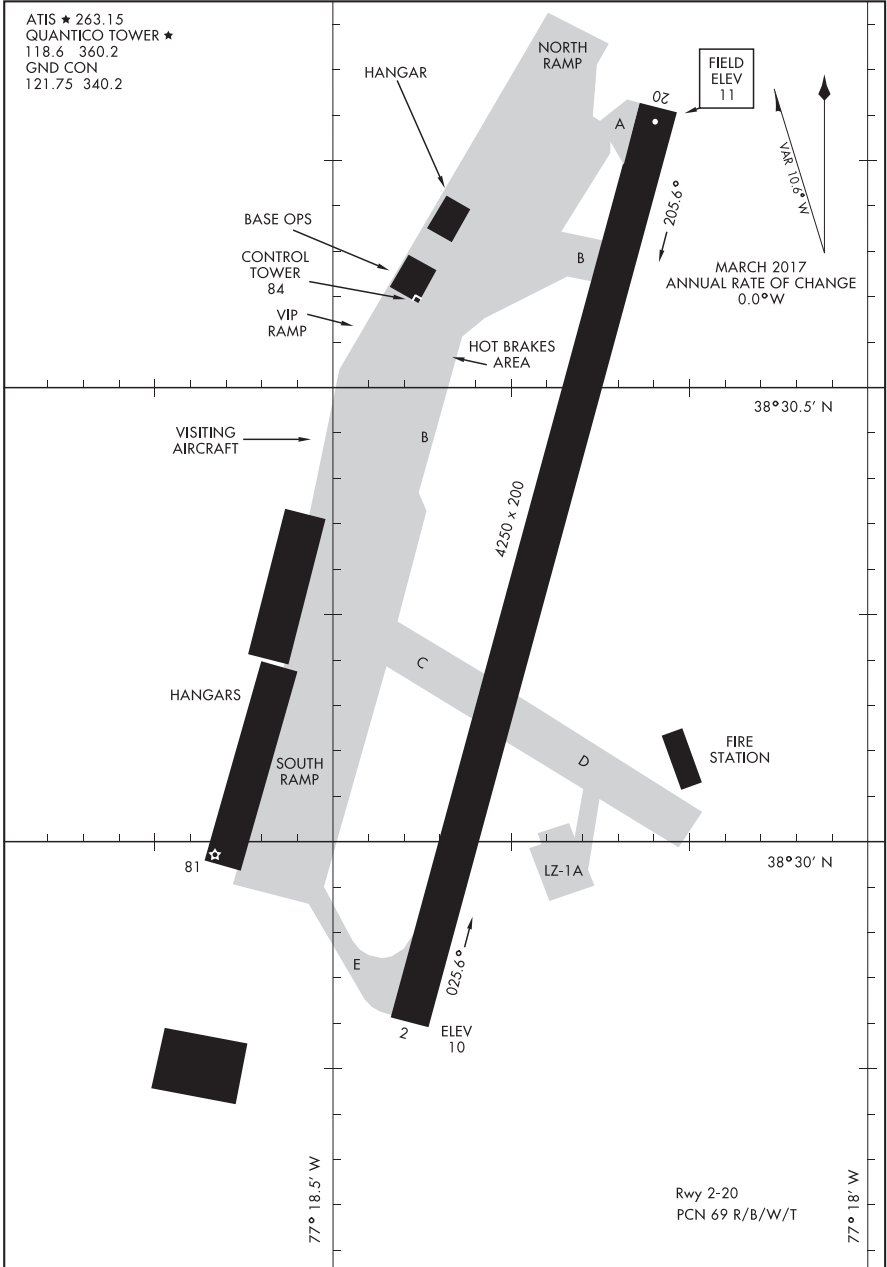 ATIS ★ 263.15
QUANTICO TOWER ★
118.6 360.2
GND CON
121.75 340.2
NORTH
RAMP
HANGAR
FIELD
ELEV
11
20
A
VAR 10.6° W
205.6°
BASE OPS
CONTROL
TOWER
84
B
MARCH 2017
ANNUAL RATE OF CHANGE
0.0° W
VIP
RAMP
HOT BRAKES
AREA
38° 30.5' N
VISITING
AIRCRAFT
B
4250 x 200
C
HANGARS
FIRE
STATION
SOUTH
RAMP
D
81
LZ-1A
38° 30' N
E
025.6°
2
ELEV
10
77° 18.5' W
77° 18' W
Rwy 2-20
PCN 69 R/B/W/T